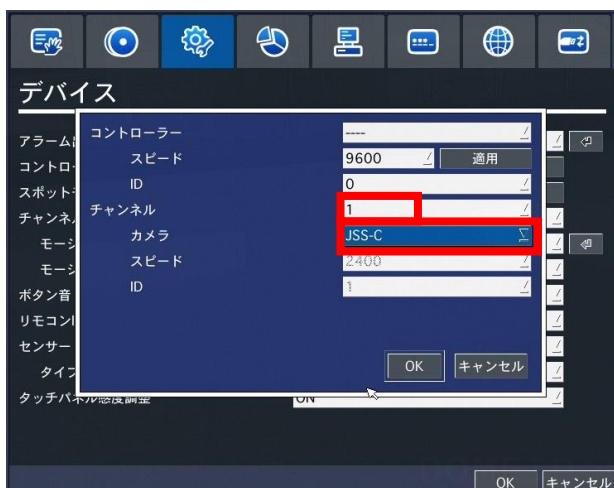 デバイス
アラーム
コントロ
スポット
チャンネ
モーシ
モーシ
ボタン音
リモコンI
センサー
タイプ
タッチパネル感度調整
ON
コントローラー ----
スピード 9600 適用
ID 0
チャンネル 1
カメラ JSS-C
スピード 2400
ID 1
OK キャンセル
OK キャンセル